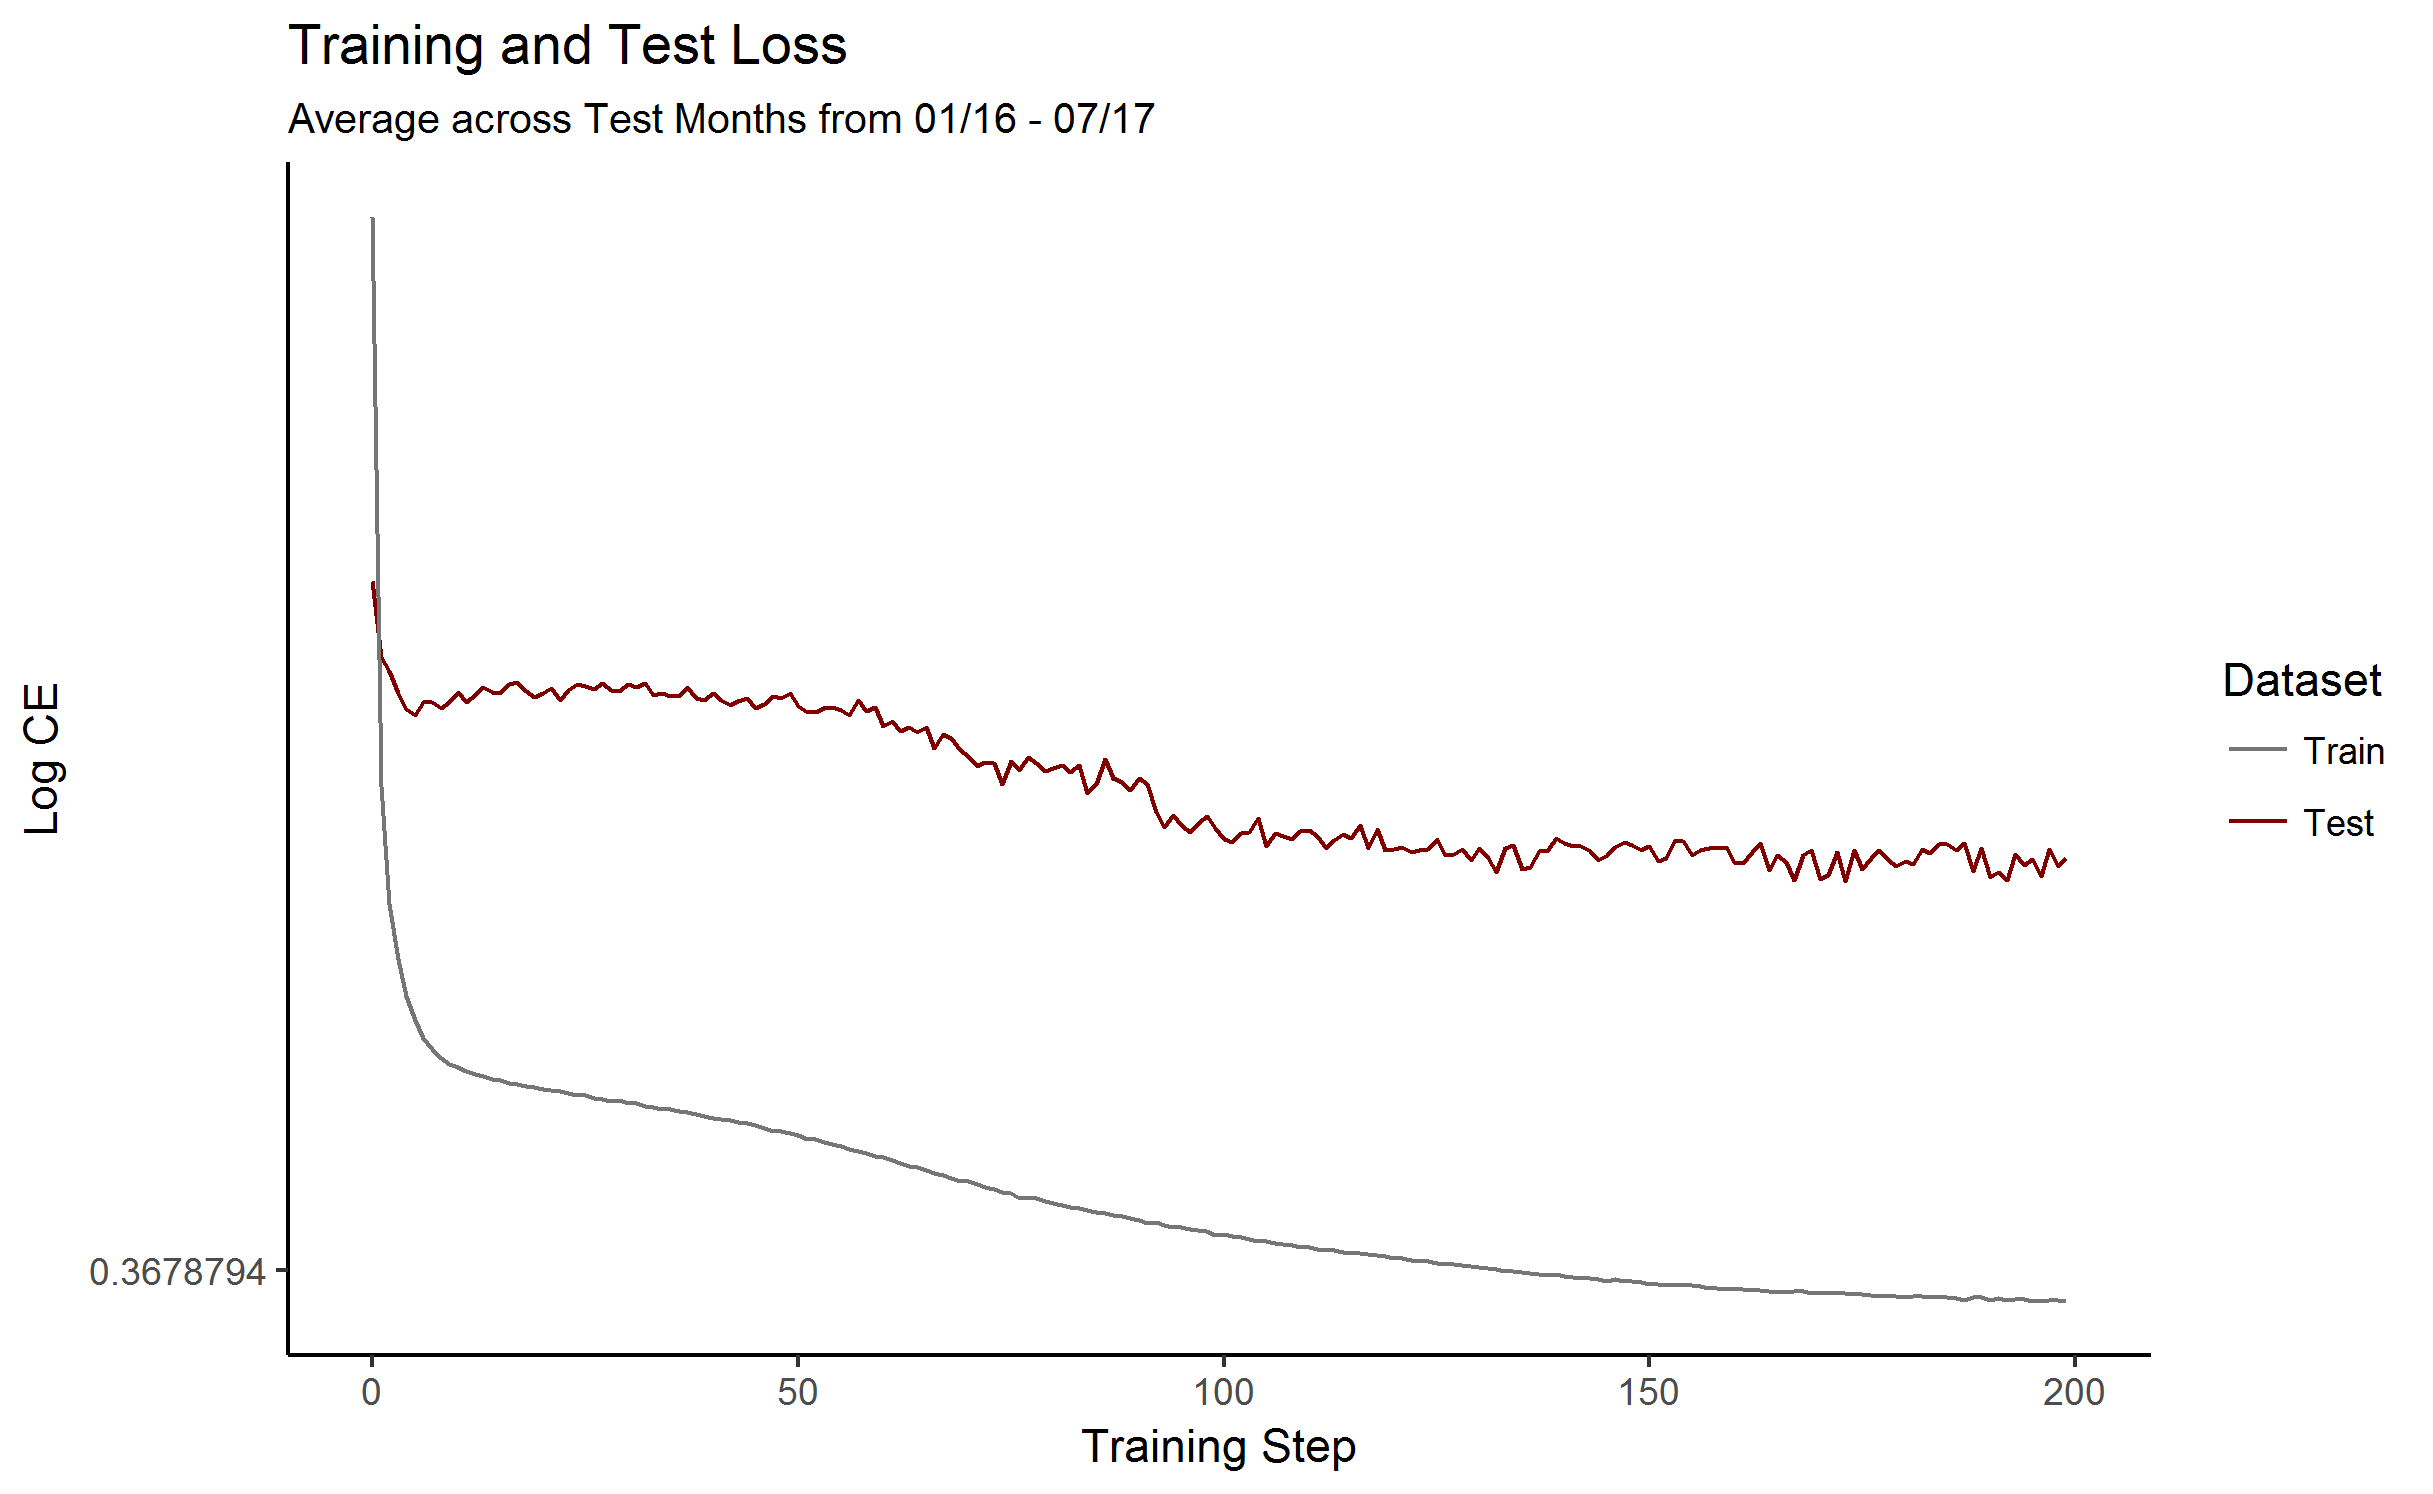 Training and Test Loss
Average across Test Months from 01/16 - 07/17
Log CE
0.3678794
0
50
100
150
200
Training Step
Dataset
Train
Test